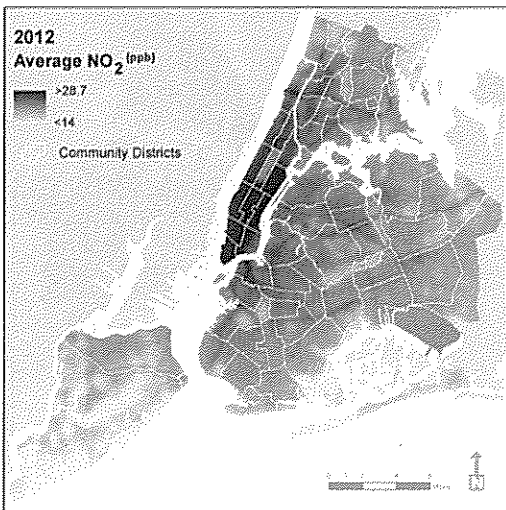 2012
Average NO2 (ppb)
>28.7
<14
Community Districts
N